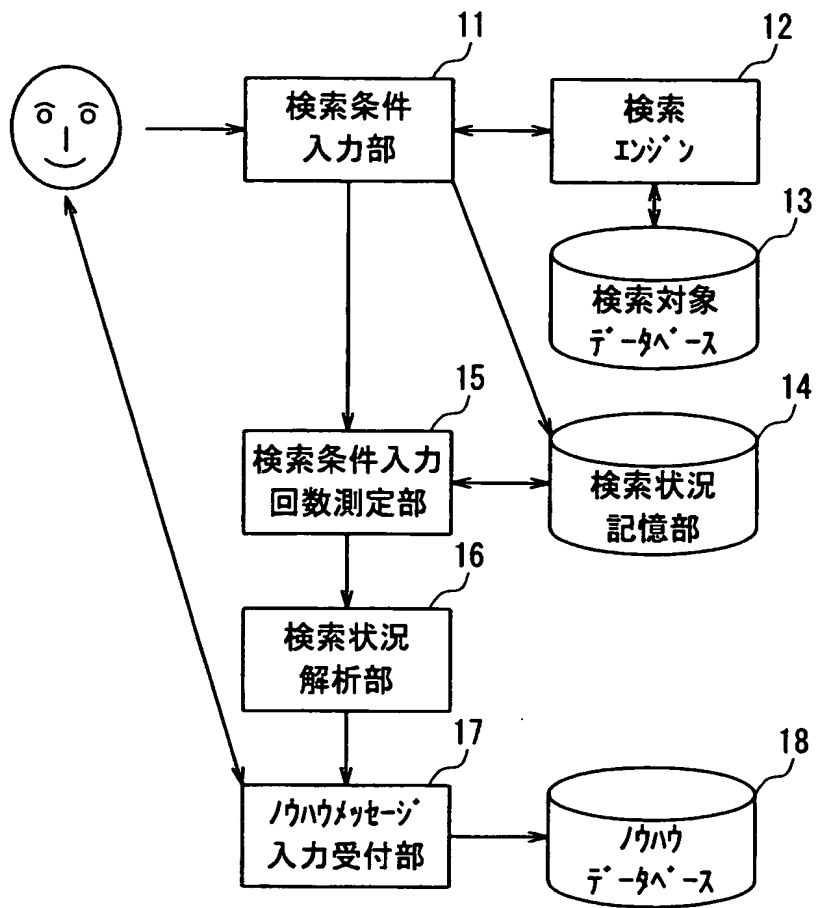 11
検索条件
入力部
12
検索
ｴﾝｼﾞﾝ
13
検索対象
ﾃﾞｰﾀﾍﾞｰｽ
15
検索条件入力
回数測定部
14
検索状況
記憶部
16
検索状況
解析部
17
ﾉｳﾊｳﾒｯｾｰｼﾞ
入力受付部
18
ﾉｳﾊｳ
ﾃﾞｰﾀﾍﾞｰｽ